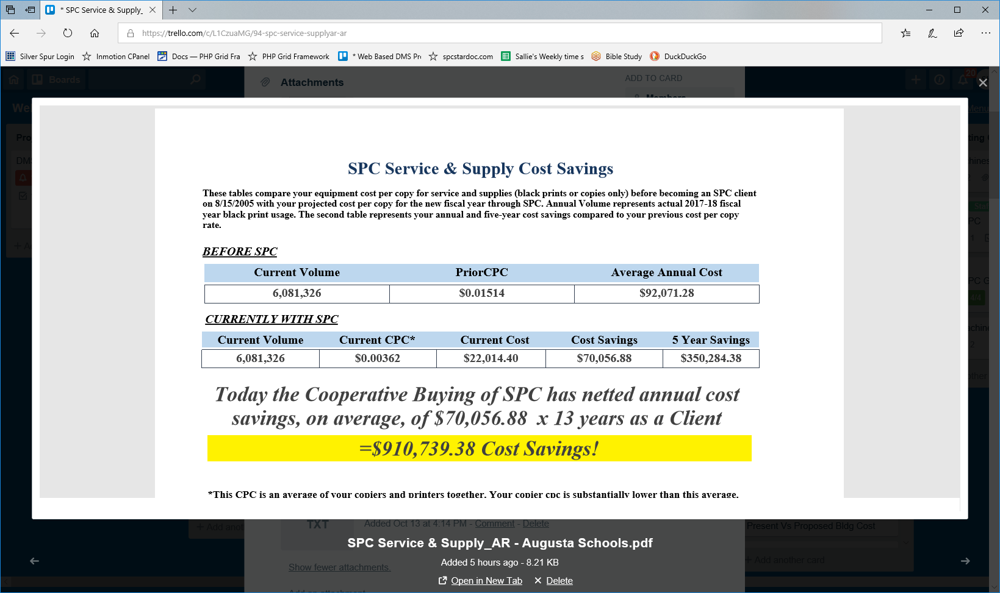 * SPC Service & Supply_
https://trello.com/c/L1CzuaMG/94-spc-service-supplyar-ar
Silver Spur Login
Inmotion CPanel
Docs — PHP Grid Fra
PHP Grid Framework
* Web Based DMS Pr
spcstardoc.com
Sallie's Weekly time s
Bible Study
DuckDuckGo
Boards
20
Attachments
ADD TO CARD
Members
Menu
SPC Service & Supply Cost Savings
These tables compare your equipment cost per copy for service and supplies (black prints or copies only) before becoming an SPC client
on 8/15/2005 with your projected cost per copy for the new fiscal year through SPC. Annual Volume represents actual 2017-18 fiscal
year black print usage. The second table represents your annual and five-year cost savings compared to your previous cost per copy
rate.
BEFORE SPC
Current Volume PriorCPC Average Annual Cost
6,081,326 $0.01514 $92,071.28
CURRENTLY WITH SPC
Current Volume Current CPC* Current Cost Cost Savings 5 Year Savings
6,081,326 $0.00362 $22,014.40 $70,056.88 $350,284.38
Today the Cooperative Buying of SPC has netted annual cost
savings, on average, of $70,056.88 x 13 years as a Client
=$910,739.38 Cost Savings!
*This CPC is an average of your copiers and printers together. Your copier cpc is substantially lower than this average.
TXT
Added Oct 13 at 4:14 PM - Comment - Delete
+ Add anot
Present Vs Proposed Bldg Cost
+ Add another card
SPC Service & Supply_AR - Augusta Schools.pdf
Added 5 hours ago - 8.21 KB
Show fewer attachments.
Open in New Tab
Delete
Add an attachment